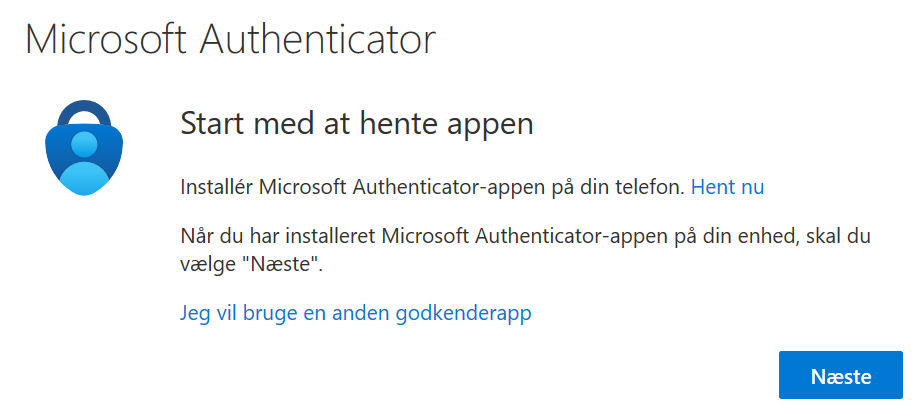 Microsoft Authenticator
Start med at hente appen
Installér Microsoft Authenticator-appen på din telefon. Hent nu
Når du har installeret Microsoft Authenticator-appen på din enhed, skal du
vælge "Næste".
Jeg vil bruge en anden godkenderapp
Næste